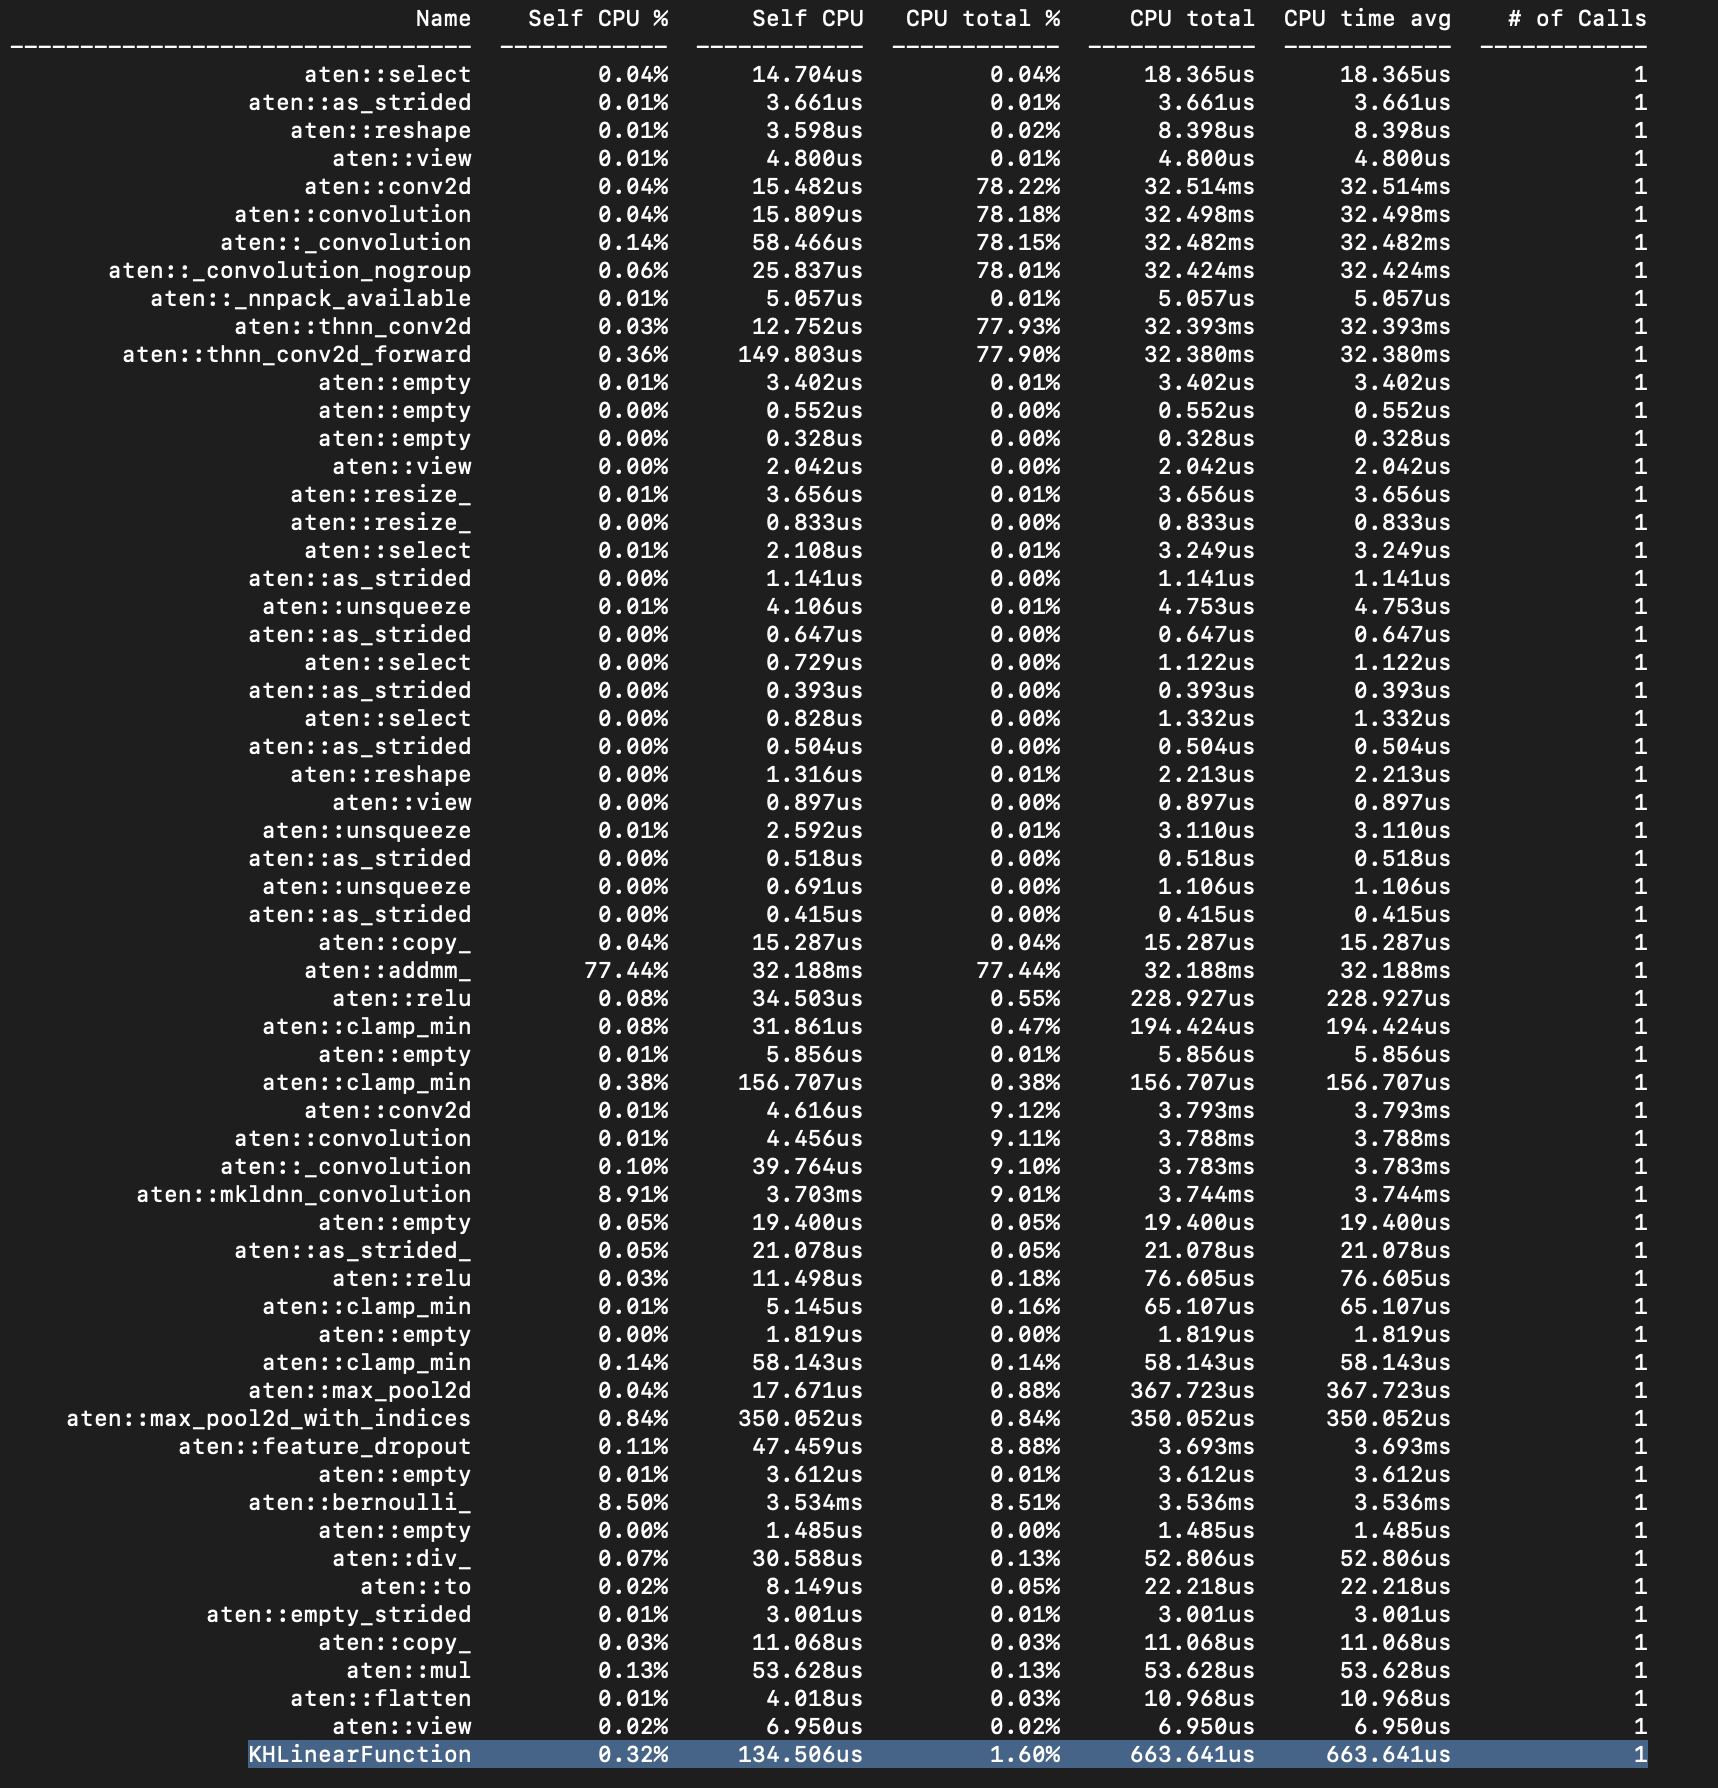 Name Self CPU % Self CPU CPU total % CPU total CPU time avg # of Calls
--------------------------------- ------------ ------------ ------------ ------------ ------------ ------------
aten::select 0.04% 14.704us 0.04% 18.365us 18.365us 1
aten::as_strided 0.01% 3.661us 0.01% 3.661us 3.661us 1
aten::reshape 0.01% 3.598us 0.02% 8.398us 8.398us 1
aten::view 0.01% 4.800us 0.01% 4.800us 4.800us 1
aten::conv2d 0.04% 15.482us 78.22% 32.514ms 32.514ms 1
aten::convolution 0.04% 15.809us 78.18% 32.498ms 32.498ms 1
aten::_convolution 0.14% 58.466us 78.15% 32.482ms 32.482ms 1
aten::_convolution_nogroup 0.06% 25.837us 78.01% 32.424ms 32.424ms 1
aten::_nnpack_available 0.01% 5.057us 0.01% 5.057us 5.057us 1
aten::thnn_conv2d 0.03% 12.752us 77.93% 32.393ms 32.393ms 1
aten::thnn_conv2d_forward 0.36% 149.803us 77.90% 32.380ms 32.380ms 1
aten::empty 0.01% 3.402us 0.01% 3.402us 3.402us 1
aten::empty 0.00% 0.552us 0.00% 0.552us 0.552us 1
aten::empty 0.00% 0.328us 0.00% 0.328us 0.328us 1
aten::view 0.00% 2.042us 0.00% 2.042us 2.042us 1
aten::resize_ 0.01% 3.656us 0.01% 3.656us 3.656us 1
aten::resize_ 0.00% 0.833us 0.00% 0.833us 0.833us 1
aten::select 0.01% 2.108us 0.01% 3.249us 3.249us 1
aten::as_strided 0.00% 1.141us 0.00% 1.141us 1.141us 1
aten::unsqueeze 0.01% 4.106us 0.01% 4.753us 4.753us 1
aten::as_strided 0.00% 0.647us 0.00% 0.647us 0.647us 1
aten::select 0.00% 0.729us 0.00% 1.122us 1.122us 1
aten::as_strided 0.00% 0.393us 0.00% 0.393us 0.393us 1
aten::select 0.00% 0.828us 0.00% 1.332us 1.332us 1
aten::as_strided 0.00% 0.504us 0.00% 0.504us 0.504us 1
aten::reshape 0.00% 1.316us 0.01% 2.213us 2.213us 1
aten::view 0.00% 0.897us 0.00% 0.897us 0.897us 1
aten::unsqueeze 0.01% 2.592us 0.01% 3.110us 3.110us 1
aten::as_strided 0.00% 0.518us 0.00% 0.518us 0.518us 1
aten::unsqueeze 0.00% 0.691us 0.00% 1.106us 1.106us 1
aten::as_strided 0.00% 0.415us 0.00% 0.415us 0.415us 1
aten::copy_ 0.04% 15.287us 0.04% 15.287us 15.287us 1
aten::addmm_ 77.44% 32.188ms 77.44% 32.188ms 32.188ms 1
aten::relu 0.08% 34.503us 0.55% 228.927us 228.927us 1
aten::clamp_min 0.08% 31.861us 0.47% 194.424us 194.424us 1
aten::empty 0.01% 5.856us 0.01% 5.856us 5.856us 1
aten::clamp_min 0.38% 156.707us 0.38% 156.707us 156.707us 1
aten::conv2d 0.01% 4.616us 9.12% 3.793ms 3.793ms 1
aten::convolution 0.01% 4.456us 9.11% 3.788ms 3.788ms 1
aten::_convolution 0.10% 39.764us 9.10% 3.783ms 3.783ms 1
aten::mkldnn_convolution 8.91% 3.703ms 9.01% 3.744ms 3.744ms 1
aten::empty 0.05% 19.400us 0.05% 19.400us 19.400us 1
aten::as_strided_ 0.05% 21.078us 0.05% 21.078us 21.078us 1
aten::relu 0.03% 11.498us 0.18% 76.605us 76.605us 1
aten::clamp_min 0.01% 5.145us 0.16% 65.107us 65.107us 1
aten::empty 0.00% 1.819us 0.00% 1.819us 1.819us 1
aten::clamp_min 0.14% 58.143us 0.14% 58.143us 58.143us 1
aten::max_pool2d 0.04% 17.671us 0.88% 367.723us 367.723us 1
aten::max_pool2d_with_indices 0.84% 350.052us 0.84% 350.052us 350.052us 1
aten::feature_dropout 0.11% 47.459us 8.88% 3.693ms 3.693ms 1
aten::empty 0.01% 3.612us 0.01% 3.612us 3.612us 1
aten::bernoulli_ 8.50% 3.534ms 8.51% 3.536ms 3.536ms 1
aten::empty 0.00% 1.485us 0.00% 1.485us 1.485us 1
aten::div_ 0.07% 30.588us 0.13% 52.806us 52.806us 1
aten::to 0.02% 8.149us 0.05% 22.218us 22.218us 1
aten::empty_strided 0.01% 3.001us 0.01% 3.001us 3.001us 1
aten::copy_ 0.03% 11.068us 0.03% 11.068us 11.068us 1
aten::mul 0.13% 53.628us 0.13% 53.628us 53.628us 1
aten::flatten 0.01% 4.018us 0.03% 10.968us 10.968us 1
aten::view 0.02% 6.950us 0.02% 6.950us 6.950us 1
KHLinearFunction 0.32% 134.506us 1.60% 663.641us 663.641us 1